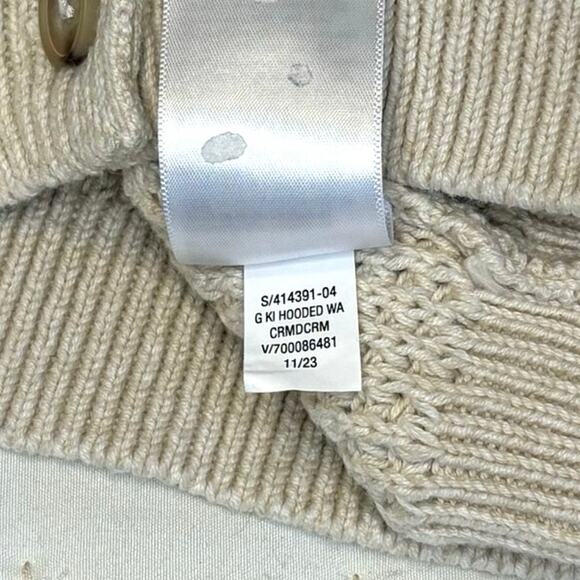 S/414391-04
G KI HOODED WA
CRMDCRM
V/700086481
11/23